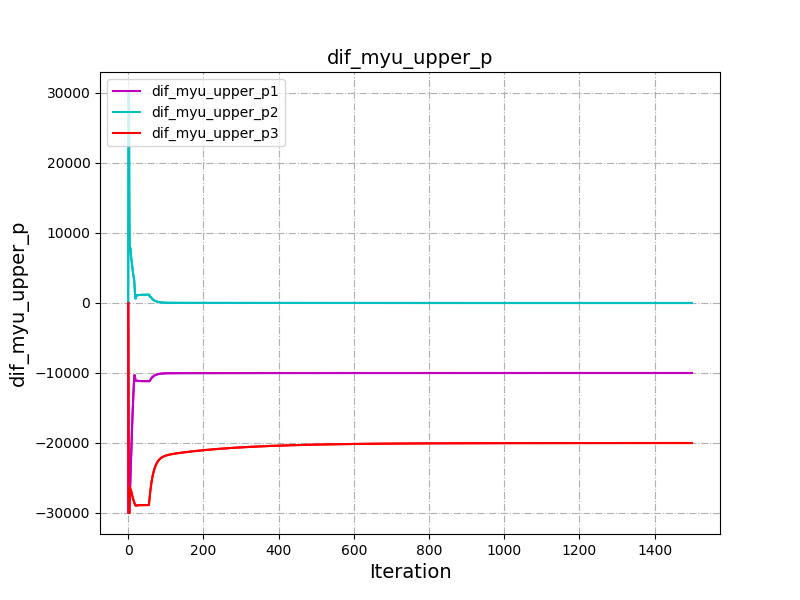 dif_myu_upper_p
dif_myu_upper_p1
dif_myu_upper_p2
dif_myu_upper_p3
30000
20000
10000
0
−10000
−20000
−30000
dif_myu_upper_p
0 200 400 600 800 1000 1200 1400
Iteration